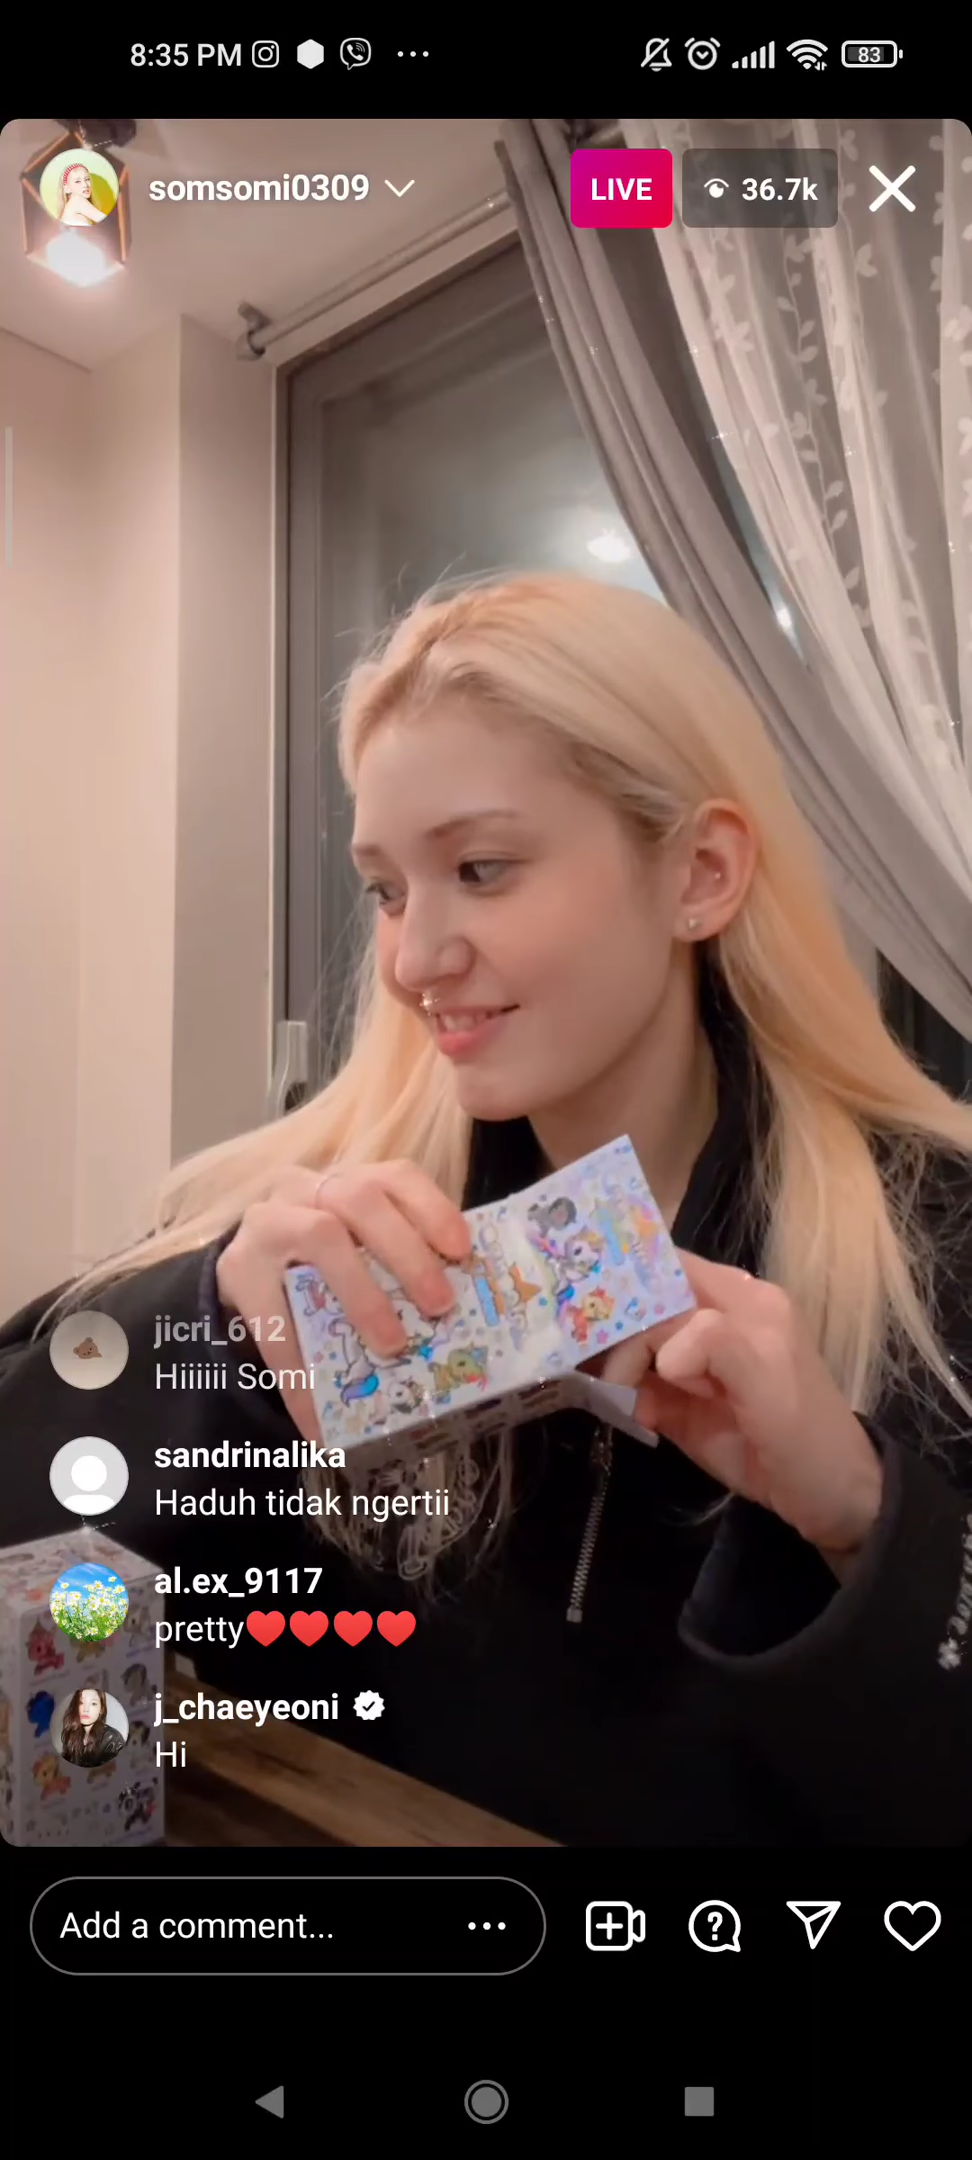 8:35 PM
83
somsomi0309
LIVE
36.7k
jicri_612
Hiiiiii Somi
sandrinalika
Haduh tidak ngertii
al.ex_9117
pretty❤️❤️❤️❤️
j_chaeyeoni
Hi
Add a comment...